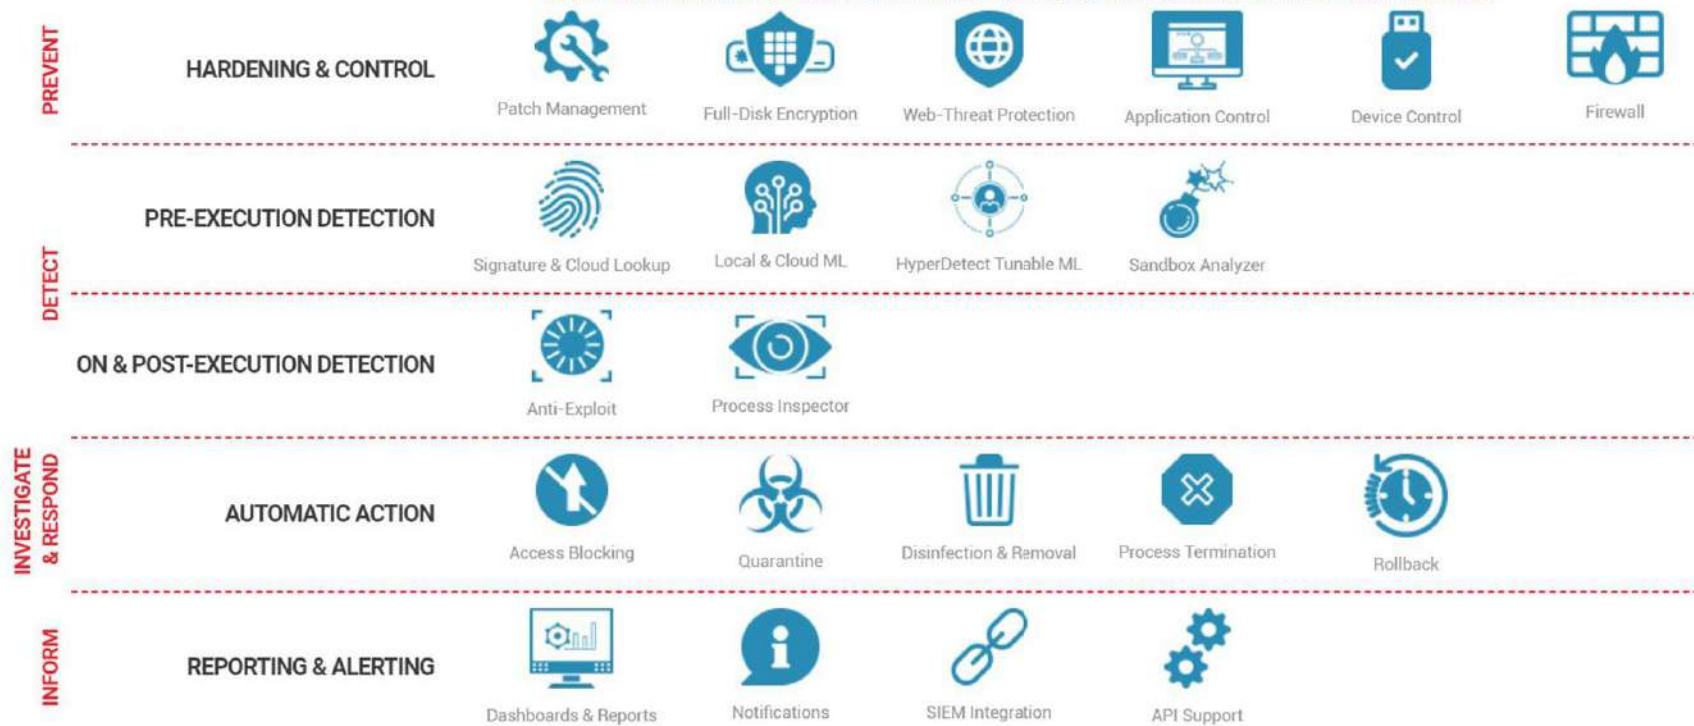 PREVENT
HARDENING & CONTROL
Patch Management
Full-Disk Encryption
Web-Threat Protection
Application Control
Device Control
Firewall
DETECT
PRE-EXECUTION DETECTION
Signature & Cloud Lookup
Local & Cloud ML
HyperDetect Tunable ML
Sandbox Analyzer
ON & POST-EXECUTION DETECTION
Anti-Exploit
Process Inspector
INVESTIGATE
& RESPOND
AUTOMATIC ACTION
Access Blocking
Quarantine
Disinfection & Removal
Process Termination
Rollback
INFORM
REPORTING & ALERTING
Dashboards & Reports
Notifications
SIEM Integration
API Support